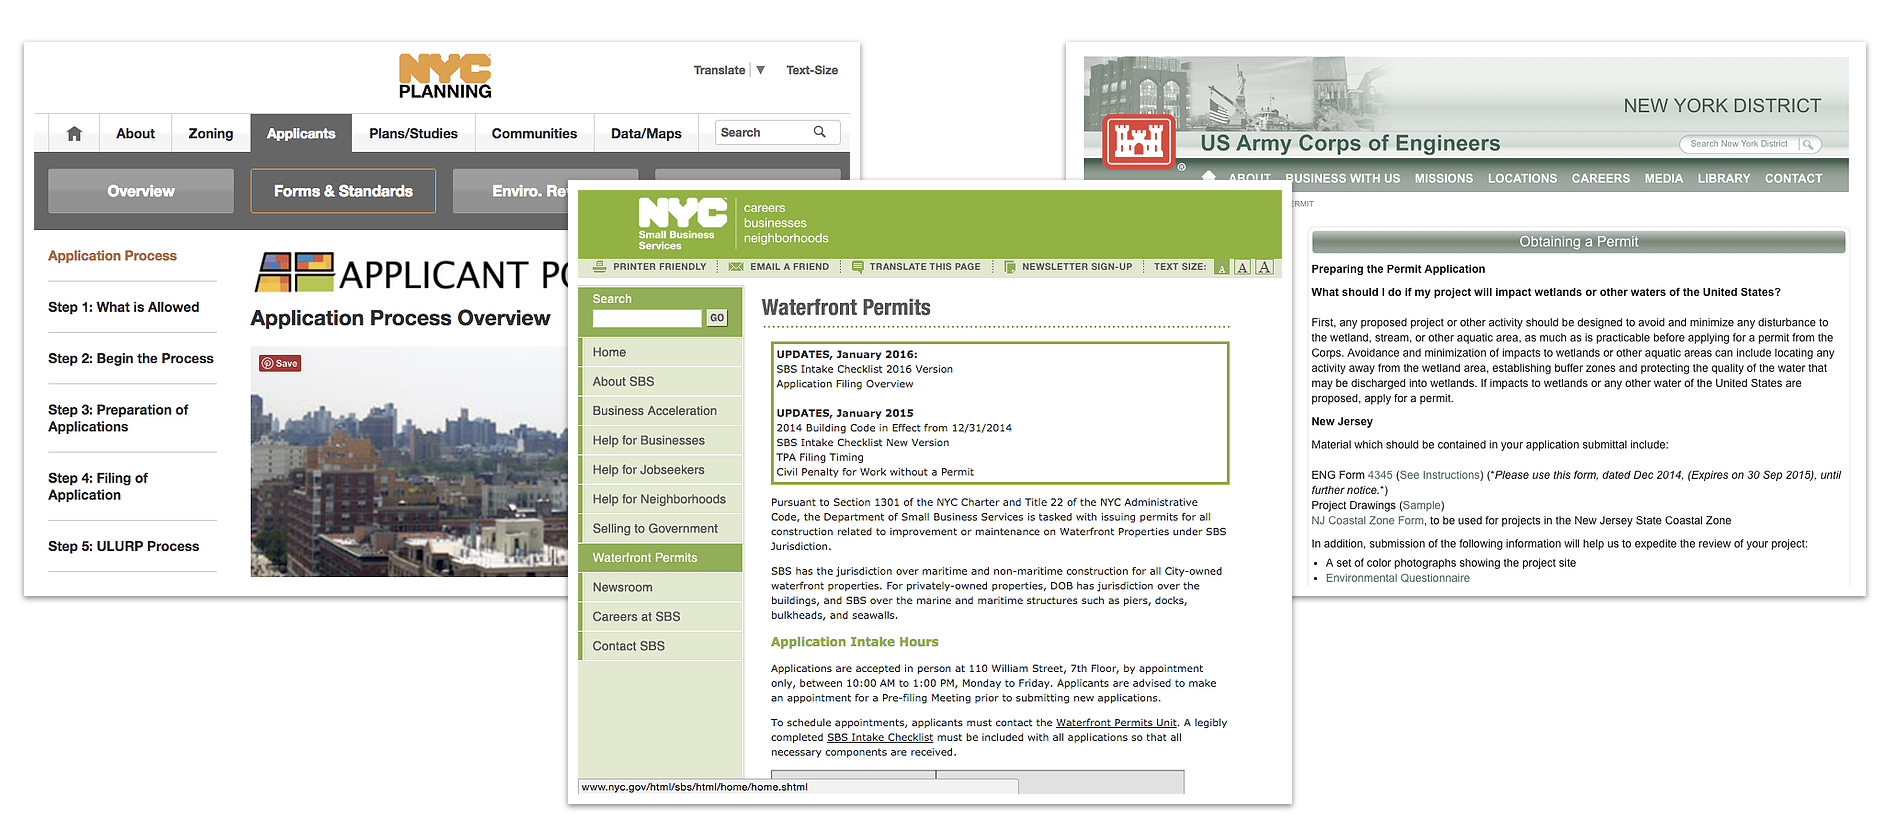 NYC
PLANNING
Translate
Text-Size
About
Zoning
Applicants
Plans/Studies
Communities
Data/Maps
Search
Overview
Forms & Standards
Enviro. Re
Application Process
Step 1: What is Allowed
Step 2: Begin the Process
Step 3: Preparation of
Applications
Step 4: Filing of
Application
Step 5: ULURP Process
APPLICANT PO
Application Process Overview
Save
NYC
Small Business
Services
careers
businesses
neighborhoods
PRINTER FRIENDLY
EMAIL A FRIEND
TRANSLATE THIS PAGE
NEWSLETTER SIGN-UP
TEXT SIZE:
A
A
A
Search
GO
Home
About SBS
Business Acceleration
Help for Businesses
Help for Jobseekers
Help for Neighborhoods
Selling to Government
Waterfront Permits
Newsroom
Careers at SBS
Contact SBS
Waterfront Permits
UPDATES, January 2016:
SBS Intake Checklist 2016 Version
Application Filing Overview
UPDATES, January 2015
2014 Building Code in Effect from 12/31/2014
SBS Intake Checklist New Version
TPA Filing Timing
Civil Penalty for Work without a Permit
Pursuant to Section 1301 of the NYC Charter and Title 22 of the NYC Administrative
Code, the Department of Small Business Services is tasked with issuing permits for all
construction related to improvement or maintenance on Waterfront Properties under SBS
Jurisdiction.
SBS has the jurisdiction over maritime and non-maritime construction for all City-owned
waterfront properties. For privately-owned properties, DOB has jurisdiction over the
buildings, and SBS over the marine and maritime structures such as piers, docks,
bulkheads, and seawalls.
Application Intake Hours
Applications are accepted in person at 110 William Street, 7th Floor, by appointment
only, between 10:00 AM to 1:00 PM, Monday to Friday. Applicants are advised to make
an appointment for a Pre-filing Meeting prior to submitting new applications.
To schedule appointments, applicants must contact the Waterfront Permits Unit. A legibly
completed SBS Intake Checklist must be included with all applications so that all
necessary components are received.
www.nyc.gov/html/sbs/html/home/home.shtml
NEW YORK DISTRICT
US Army Corps of Engineers
®
Search New York District
ABOUT
BUSINESS WITH US
MISSIONS
LOCATIONS
CAREERS
MEDIA
LIBRARY
CONTACT
ERMIT
Obtaining a Permit
Preparing the Permit Application
What should I do if my project will impact wetlands or other waters of the United States?
First, any proposed project or other activity should be designed to avoid and minimize any disturbance to
the wetland, stream, or other aquatic area, as much as is practicable before applying for a permit from the
Corps. Avoidance and minimization of impacts to wetlands or other aquatic areas can include locating any
activity away from the wetland area, establishing buffer zones and protecting the quality of the water that
may be discharged into wetlands. If impacts to wetlands or any other water of the United States are
proposed, apply for a permit.
New Jersey
Material which should be contained in your application submittal include:
ENG Form 4345 (See Instructions) (*Please use this form, dated Dec 2014, (Expires on 30 Sep 2015), until
further notice.*)
Project Drawings (Sample)
NJ Coastal Zone Form, to be used for projects in the New Jersey State Coastal Zone
In addition, submission of the following information will help us to expedite the review of your project:
• A set of color photographs showing the project site
• Environmental Questionnaire